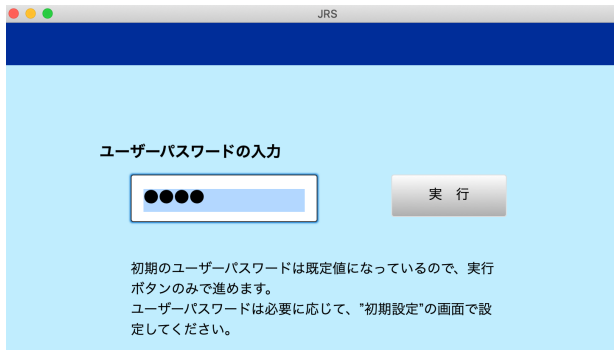 JRS
ユーザーパスワードの入力
●●●●
実　行
初期のユーザーパスワードは既定値になっているので、実行
ボタンのみで進めます。
ユーザーパスワードは必要に応じて、"初期設定"の画面で設
定してください。